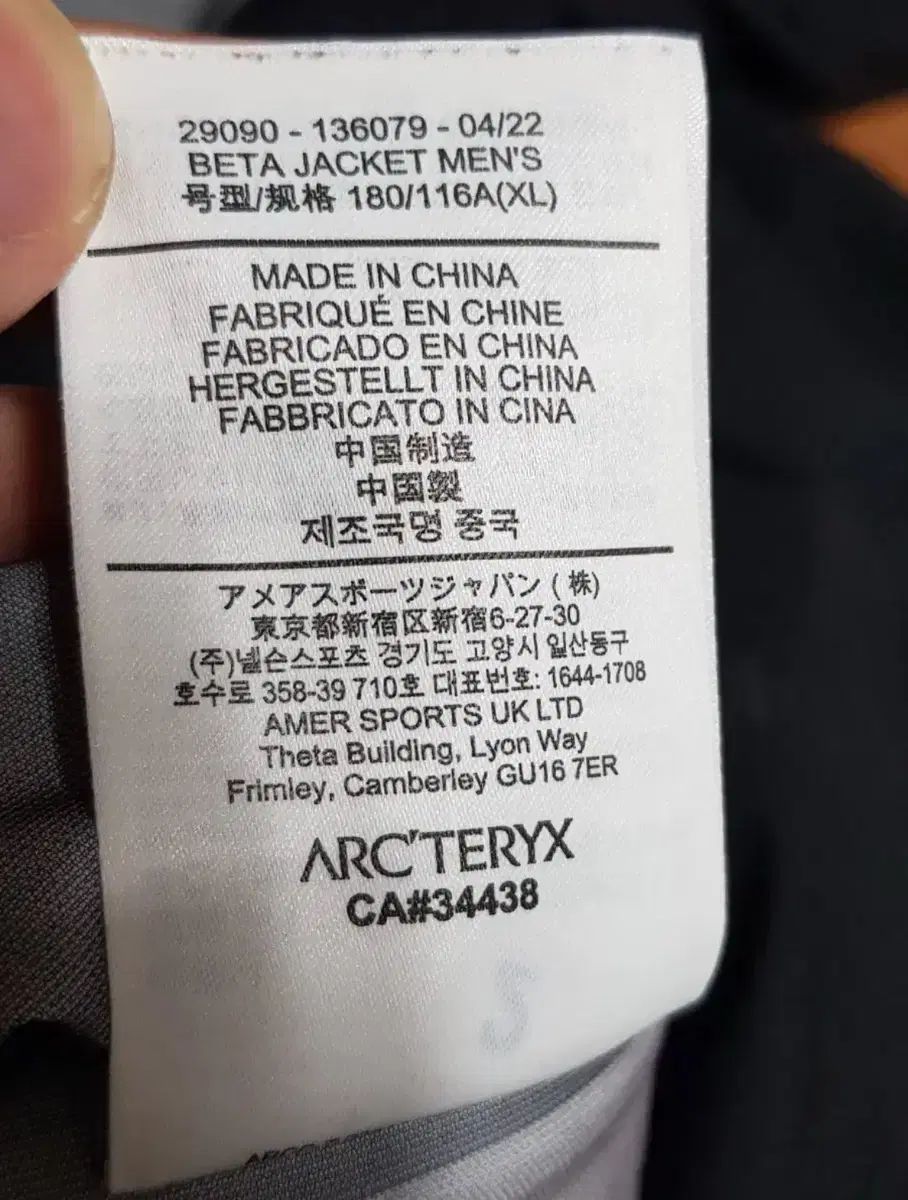 29090 - 136079 - 04/22
BETA JACKET MEN'S
号型/规格 180/116A(XL)
MADE IN CHINA
FABRIQUÉ EN CHINE
FABRICADO EN CHINA
HERGESTELLT IN CHINA
FABBRICATO IN CINA
中国制造
中国製
제조국명 중국
アメアスポーツジャパン (株)
東京都新宿区新宿6-27-30
(주)넬슨스포츠 경기도 고양시 일산동구
호수로 358-39 710호 대표번호: 1644-1708
AMER SPORTS UK LTD
Theta Building, Lyon Way
Frimley, Camberley GU16 7ER
ARC'TERYX
CA#34438